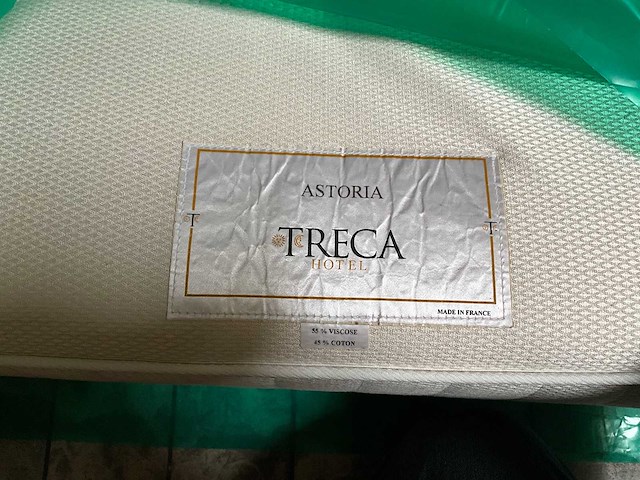 ASTORIA
T
TRECA
T
HOTEL
MADE IN FRANCE
55 % VISCOSE
45 % COTON